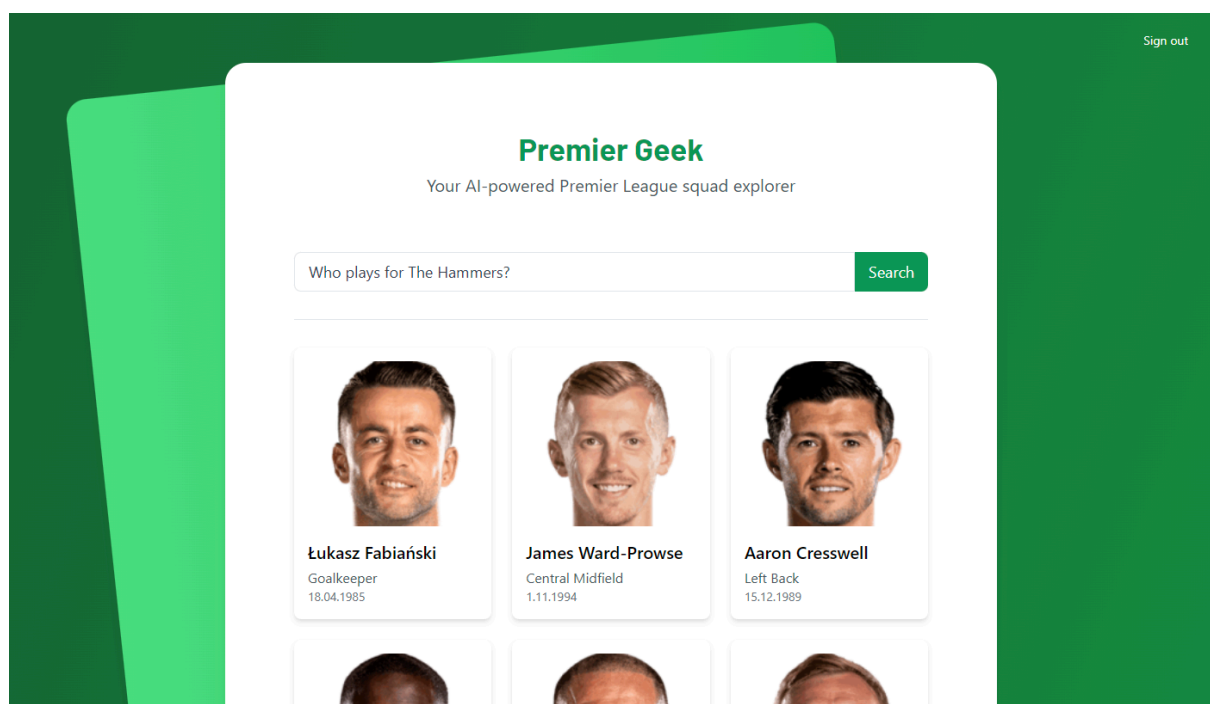 Sign out
Premier Geek
Your AI-powered Premier League squad explorer
Who plays for The Hammers?
Search
Łukasz Fabiański
Goalkeeper
18.04.1985
James Ward-Prowse
Central Midfield
1.11.1994
Aaron Cresswell
Left Back
15.12.1989